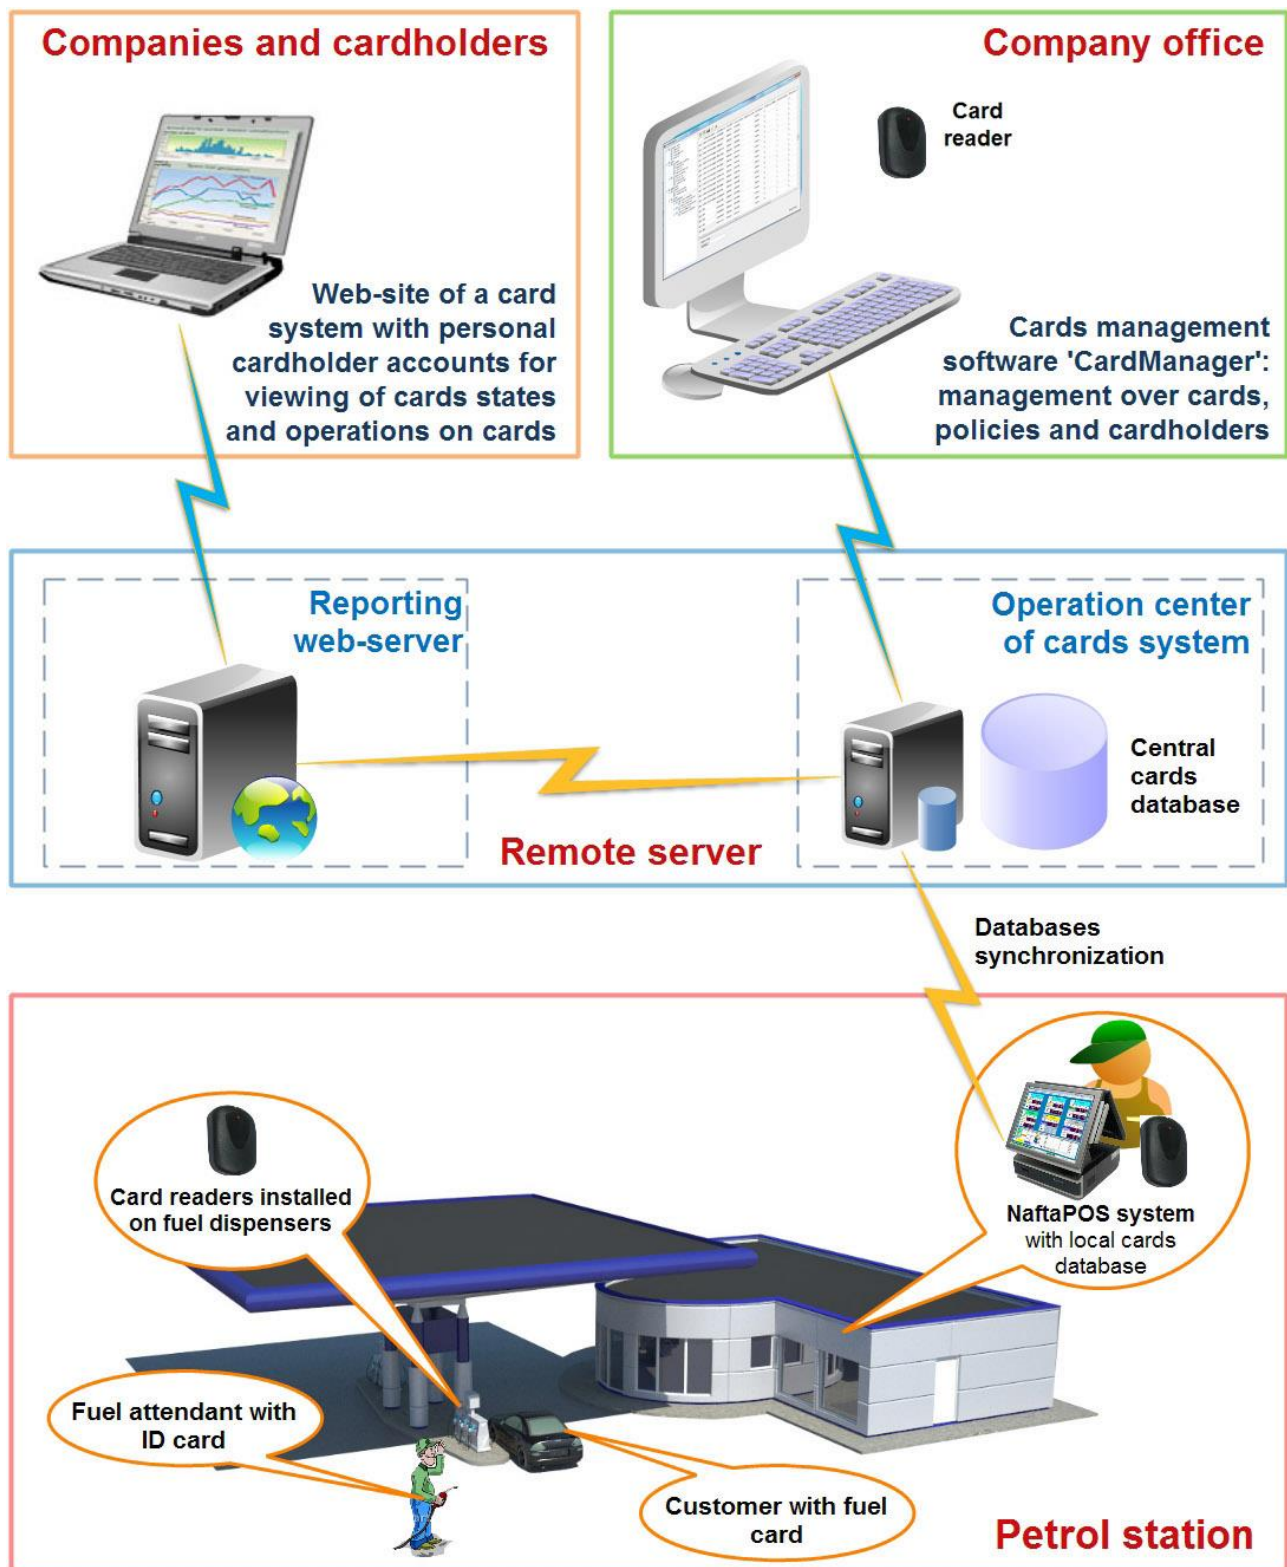 Companies and cardholders
Web-site of a card
system with personal
cardholder accounts for
viewing of cards states
and operations on cards
Company office
Card
reader
Cards management
software 'CardManager':
management over cards,
policies and cardholders
Reporting
web-server
Operation center
of cards system
Central
cards
database
Remote server
Databases
synchronization
Card readers installed
on fuel dispensers
NaftaPOS system
with local cards
database
Fuel attendant with
ID card
Customer with fuel
card
Petrol station